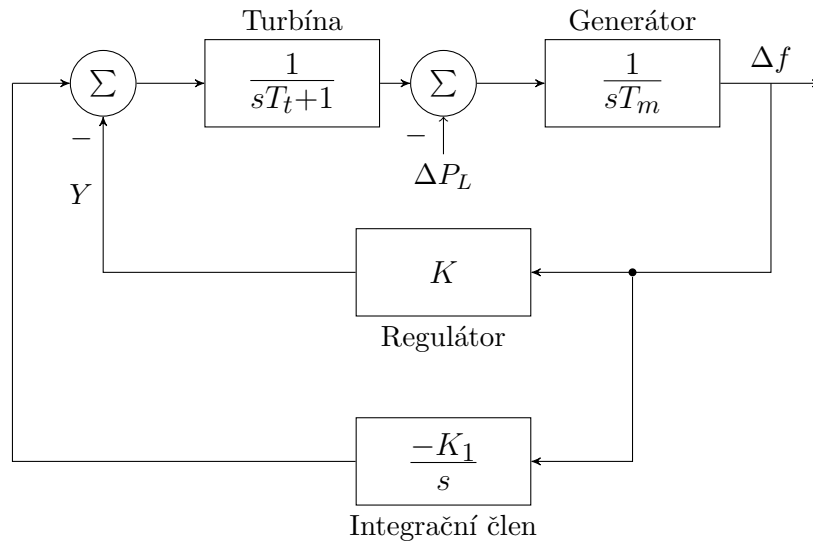 Turbína
Generátor
Σ
1
sT_t+1
Σ
1
sT_m
Δf
−
−
Y
ΔP_L
K
Regulátor
−K_1
s
Integrační člen